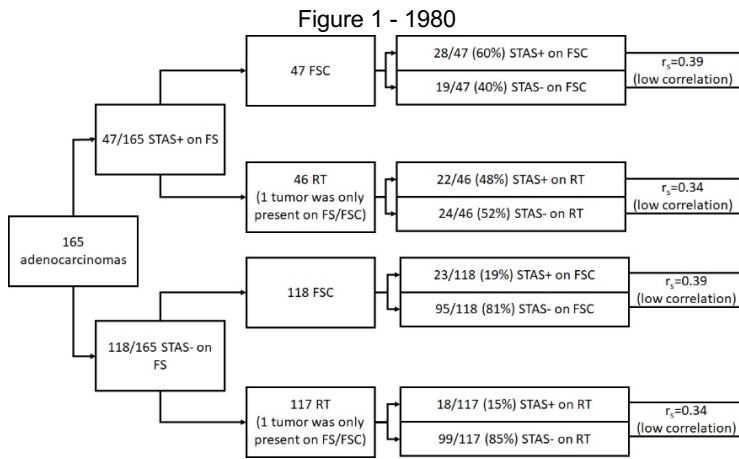 Figure 1 - 1980
165
adenocarcinomas
47/165 STAS+ on FS
47 FSC
28/47 (60%) STAS+ on FSC
19/47 (40%) STAS- on FSC
rs=0.39
(low correlation)
46 RT
(1 tumor was only
present on FS/FSC)
22/46 (48%) STAS+ on RT
24/46 (52%) STAS- on RT
rs=0.34
(low correlation)
118/165 STAS- on
FS
118 FSC
23/118 (19%) STAS+ on FSC
95/118 (81%) STAS- on FSC
rs=0.39
(low correlation)
117 RT
(1 tumor was only
present on FS/FSC)
18/117 (15%) STAS+ on RT
99/117 (85%) STAS- on RT
rs=0.34
(low correlation)